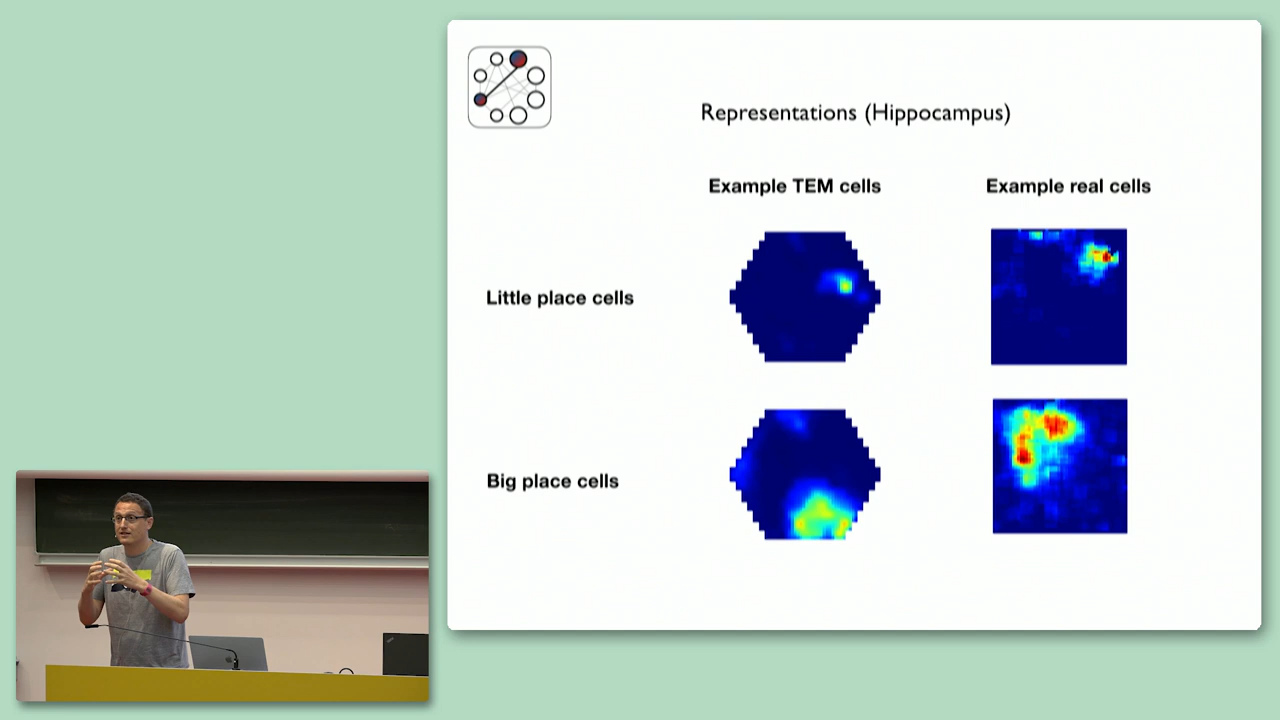 Representations (Hippocampus)
Example TEM cells
Example real cells
Little place cells
Big place cells